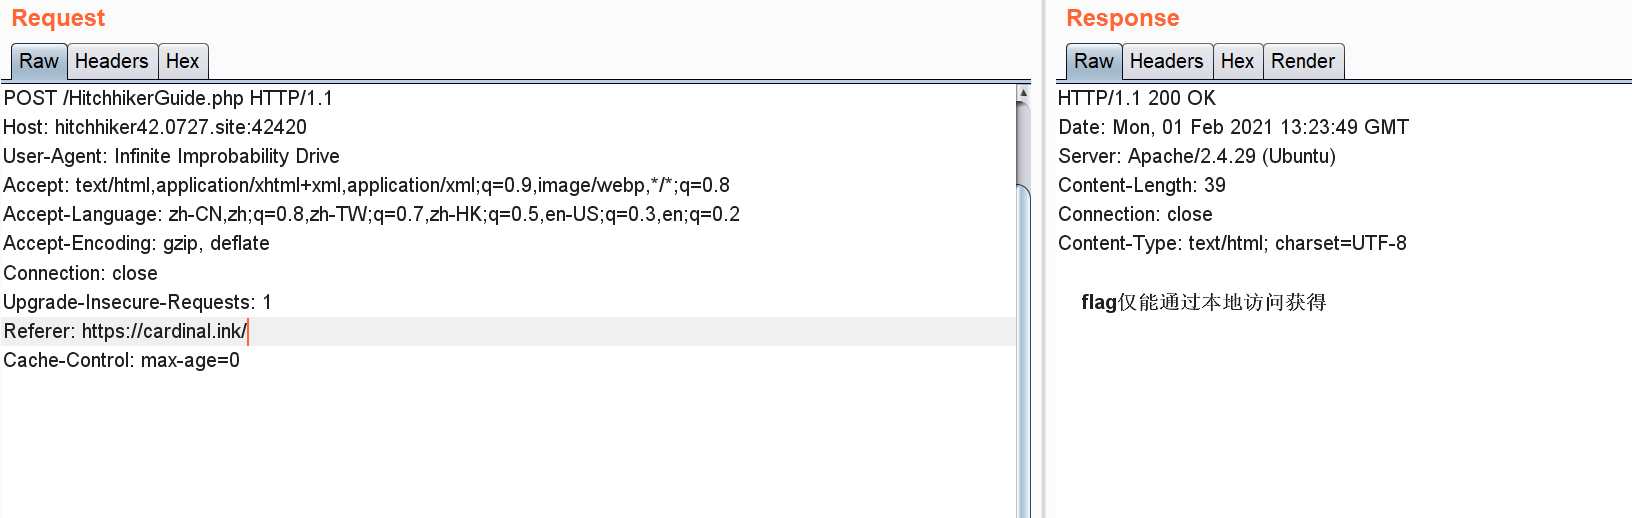 Request
Raw Headers Hex
POST /HitchhikerGuide.php HTTP/1.1
Host: hitchhiker42.0727.site:42420
User-Agent: Infinite Improbability Drive
Accept: text/html,application/xhtml+xml,application/xml;q=0.9,image/webp,*/*;q=0.8
Accept-Language: zh-CN,zh;q=0.8,zh-TW;q=0.7,zh-HK;q=0.5,en-US;q=0.3,en;q=0.2
Accept-Encoding: gzip, deflate
Connection: close
Upgrade-Insecure-Requests: 1
Referer: https://cardinal.ink/
Cache-Control: max-age=0
Response
Raw Headers Hex Render
HTTP/1.1 200 OK
Date: Mon, 01 Feb 2021 13:23:49 GMT
Server: Apache/2.4.29 (Ubuntu)
Content-Length: 39
Connection: close
Content-Type: text/html; charset=UTF-8
flag仅能通过本地访问获得